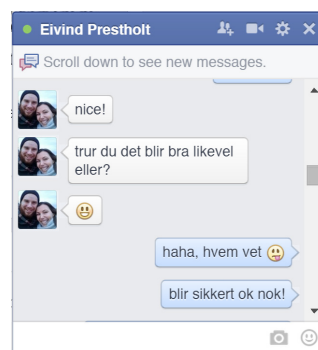 Eivind Prestholt
Scroll down to see new messages.
nice!
trur du det blir bra likevel
eller?
haha, hvem vet
blir sikkert ok nok!